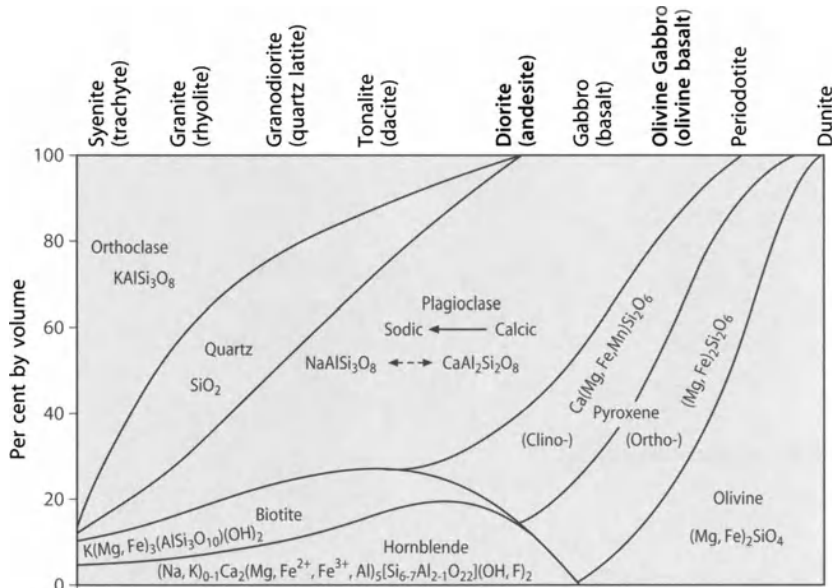 Syenite
(trachyte)
Granite
(rhyolite)
Granodiorite
(quartz latite)
Tonalite
(dacite)
Diorite
(andesite)
Gabbro
(basalt)
Olivine Gabbro
(olivine basalt)
Periodotite
Dunite
Per cent by volume
100
80
60
40
20
0
Orthoclase
KAlSi₃O₈
Quartz
SiO₂
Plagioclase
Sodic Calcic
NaAlSi₃O₈ CaAl₂Si₂O₈
Ca(Mg, Fe,Mn)Si₂O₆
(Mg, Fe)₂Si₂O₆
Pyroxene
(Clino-) (Ortho-)
Olivine
(Mg, Fe)₂SiO₄
Biotite
K(Mg, Fe)₃(AlSi₃O₁₀)(OH)₂
Hornblende
(Na, K)₀₋₁Ca₂(Mg, Fe²⁺, Fe³⁺, Al)₅[Si₆₋₇Al₂₋₁O₂₂](OH, F)₂